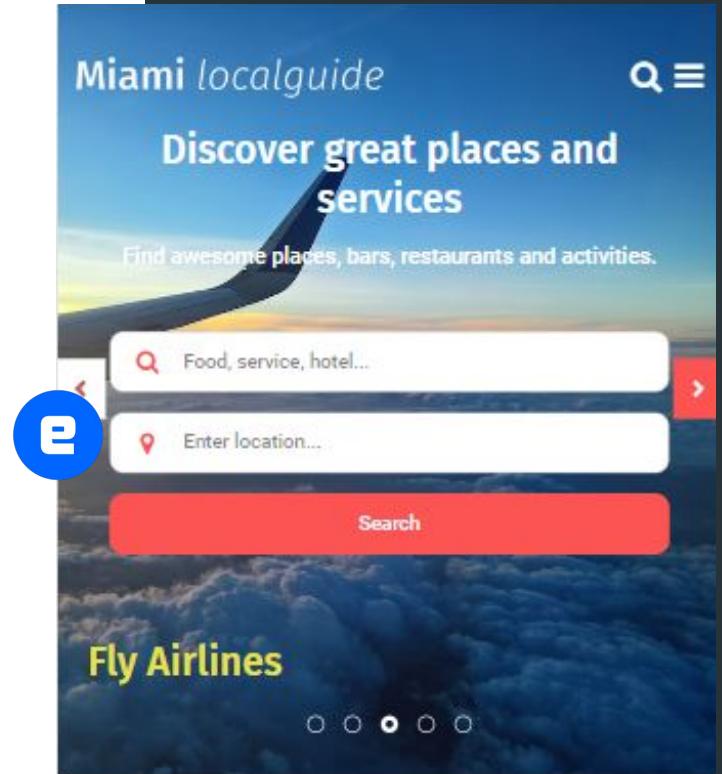 Miami localguide
Discover great places and
services
Find awesome places, bars, restaurants and activities.
Food, service, hotel...
Enter location...
e
Search
Fly Airlines